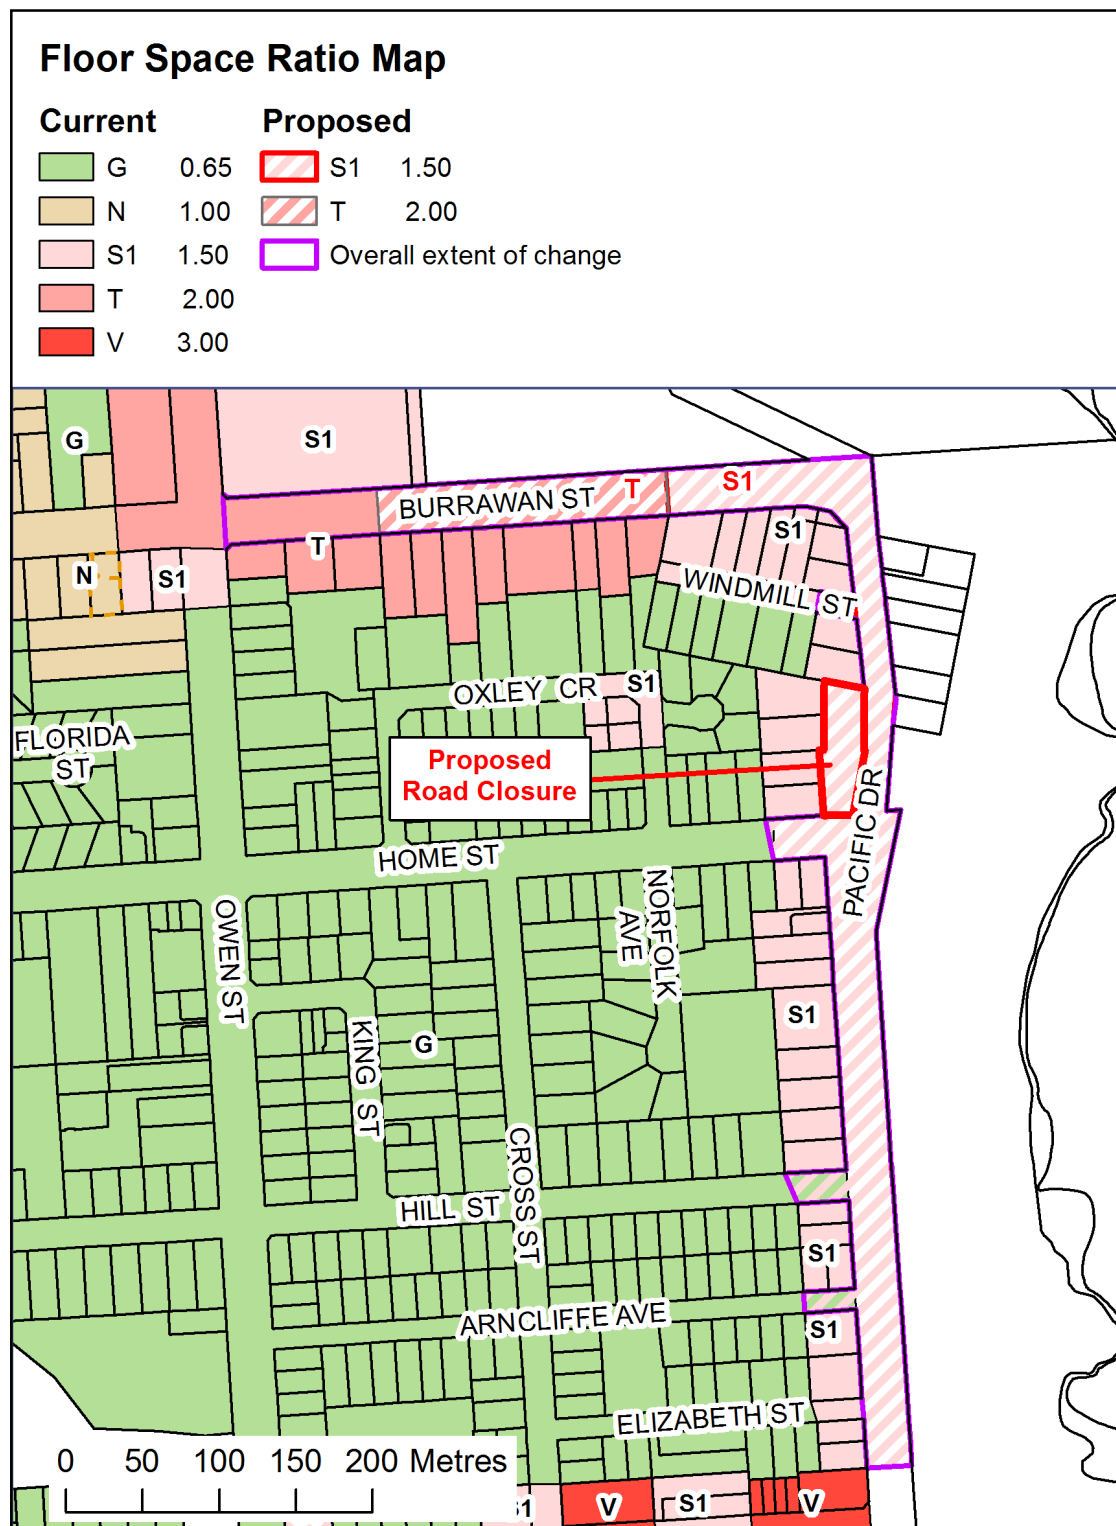 Floor Space Ratio Map
Current Proposed
G 0.65 S1 1.50
N 1.00 T 2.00
S1 1.50 Overall extent of change
T 2.00
V 3.00
G
S1
T
S1
BURRAWAN ST
S1
T
N
S1
WINDMILL ST
OXLEY CR
S1
FLORIDA
ST
Proposed
Road Closure
PACIFIC DR
HOME ST
OWEN ST
NORFOLK
AVE
S1
KING ST
G
CROSS ST
HILL ST
S1
ARNCLIFFE AVE
S1
ELIZABETH ST
0 50 100 150 200 Metres
S1
V
S1
V